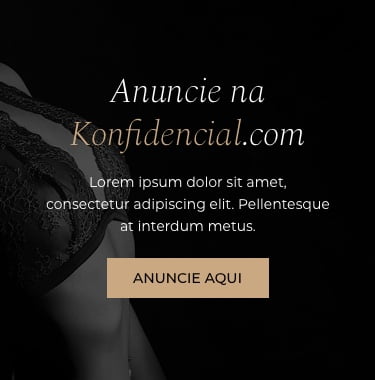 Anuncie na
Konfidencial.com
Lorem ipsum dolor sit amet,
consectetur adipiscing elit. Pellentesque
at interdum metus.
ANUNCIE AQUI